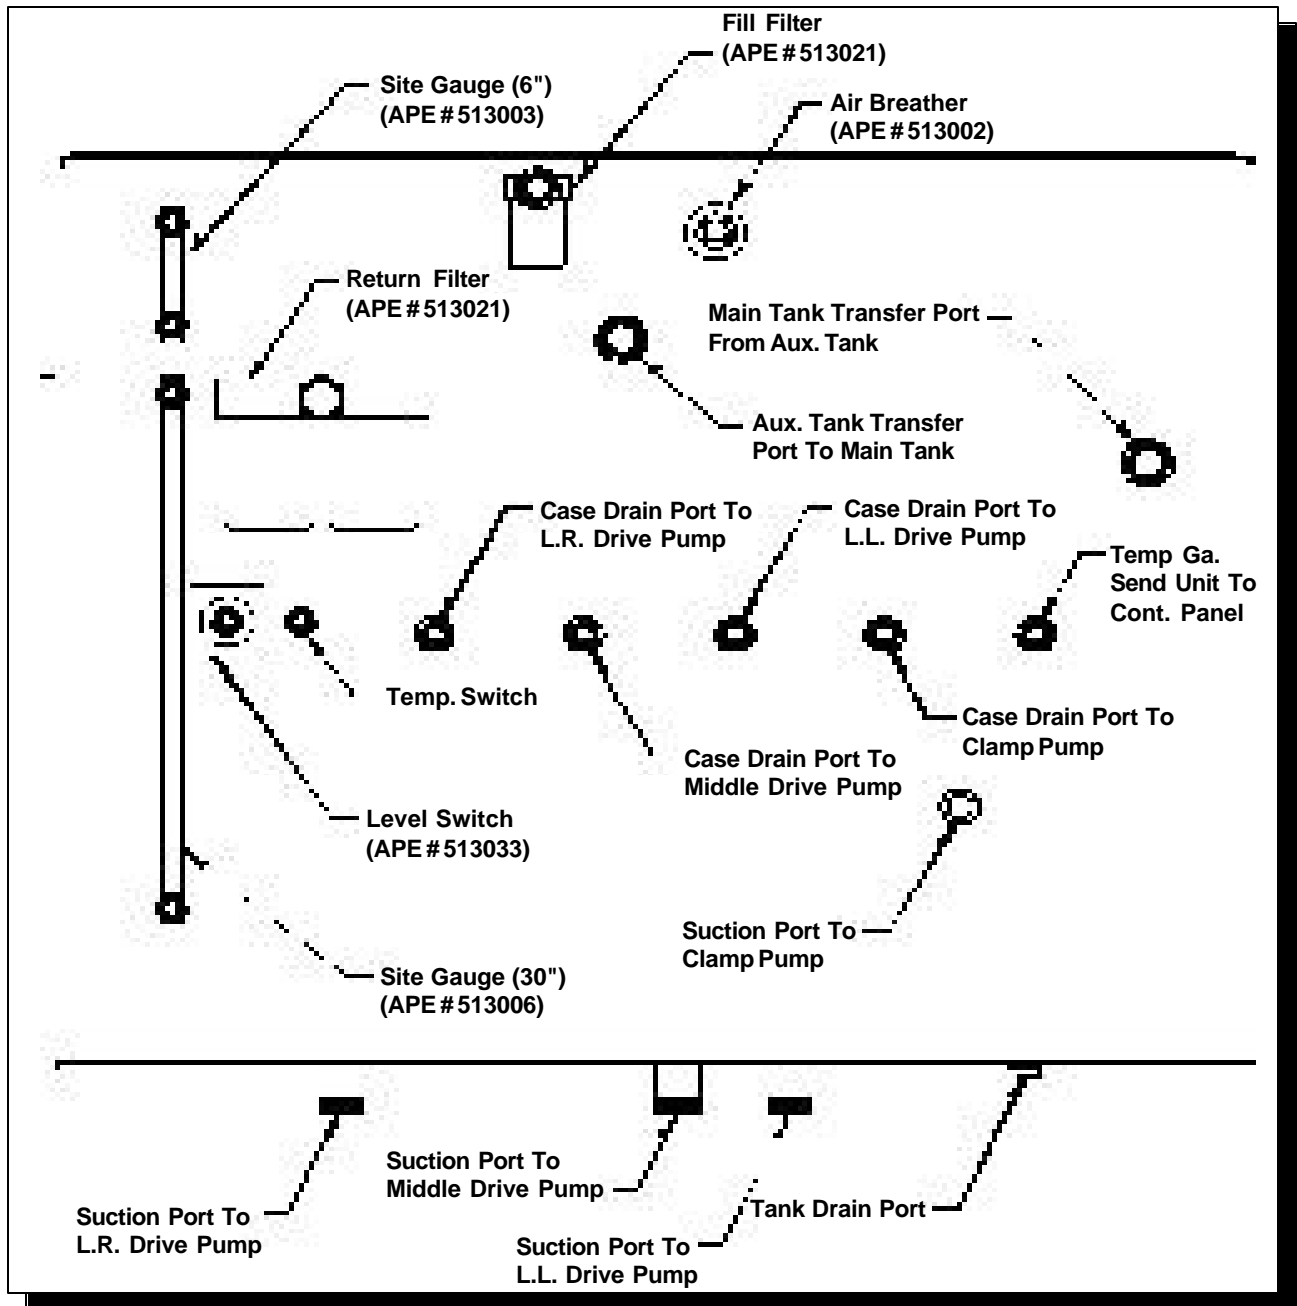 Fill Filter
(APE # 513021)
Site Gauge (6")
(APE # 513003)
Air Breather
(APE # 513002)
Return Filter
(APE # 513021)
Main Tank Transfer Port
From Aux. Tank
Aux. Tank Transfer
Port To Main Tank
Case Drain Port To
L.R. Drive Pump
Case Drain Port To
L.L. Drive Pump
Temp Ga.
Send Unit To
Cont. Panel
Temp. Switch
Case Drain Port To
Clamp Pump
Case Drain Port To
Middle Drive Pump
Level Switch
(APE # 513033)
Suction Port To
Clamp Pump
Site Gauge (30")
(APE # 513006)
Suction Port To
Middle Drive Pump
Tank Drain Port
Suction Port To
L.R. Drive Pump
Suction Port To
L.L. Drive Pump